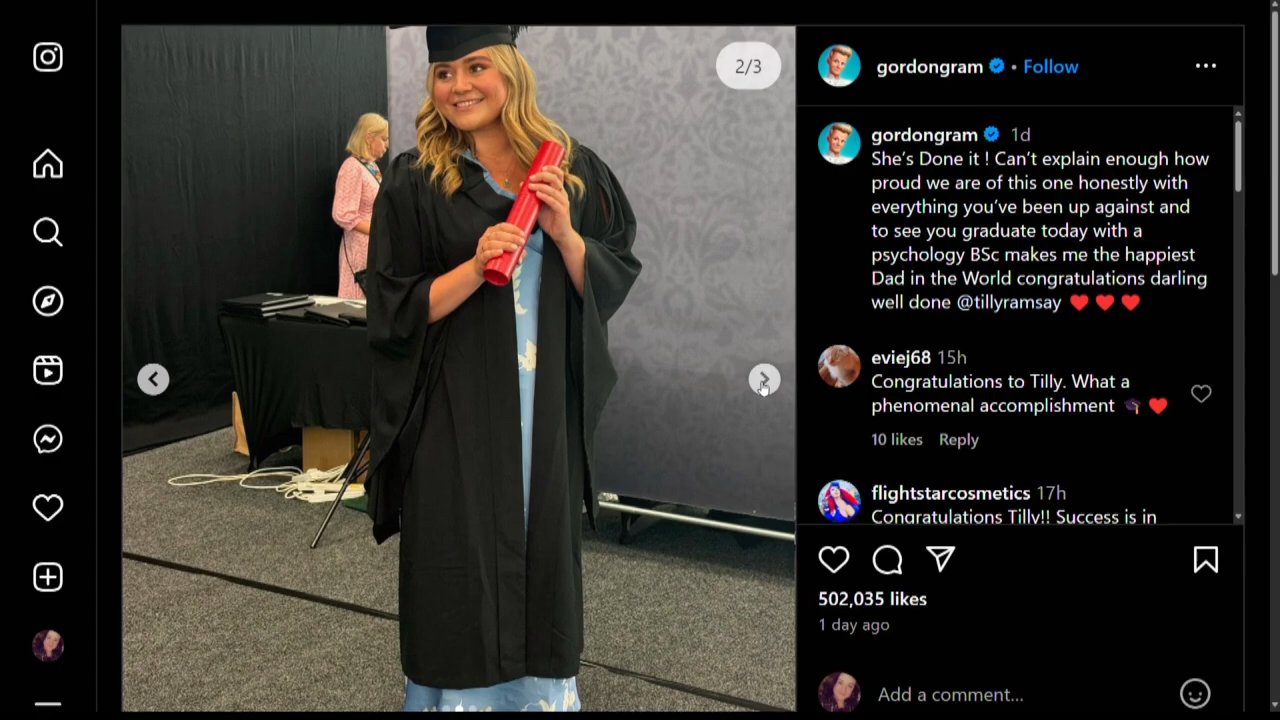 2/3
gordongram • Follow
gordongram 1d
She's Done it ! Can't explain enough how
proud we are of this one honestly with
everything you've been up against and
to see you graduate today with a
psychology BSc makes me the happiest
Dad in the World congratulations darling
well done @tillyramsay ❤️ ❤️ ❤️
eviej68 15h
Congratulations to Tilly. What a
phenomenal accomplishment 🎓 ❤️
10 likes Reply
flightstarcosmetics 17h
Congratulations Tilly!! Success is in
502,035 likes
1 day ago
Add a comment...